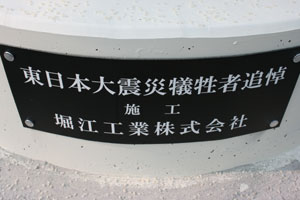 東日本大震災犠牲者追悼
施工
堀江工業株式会社